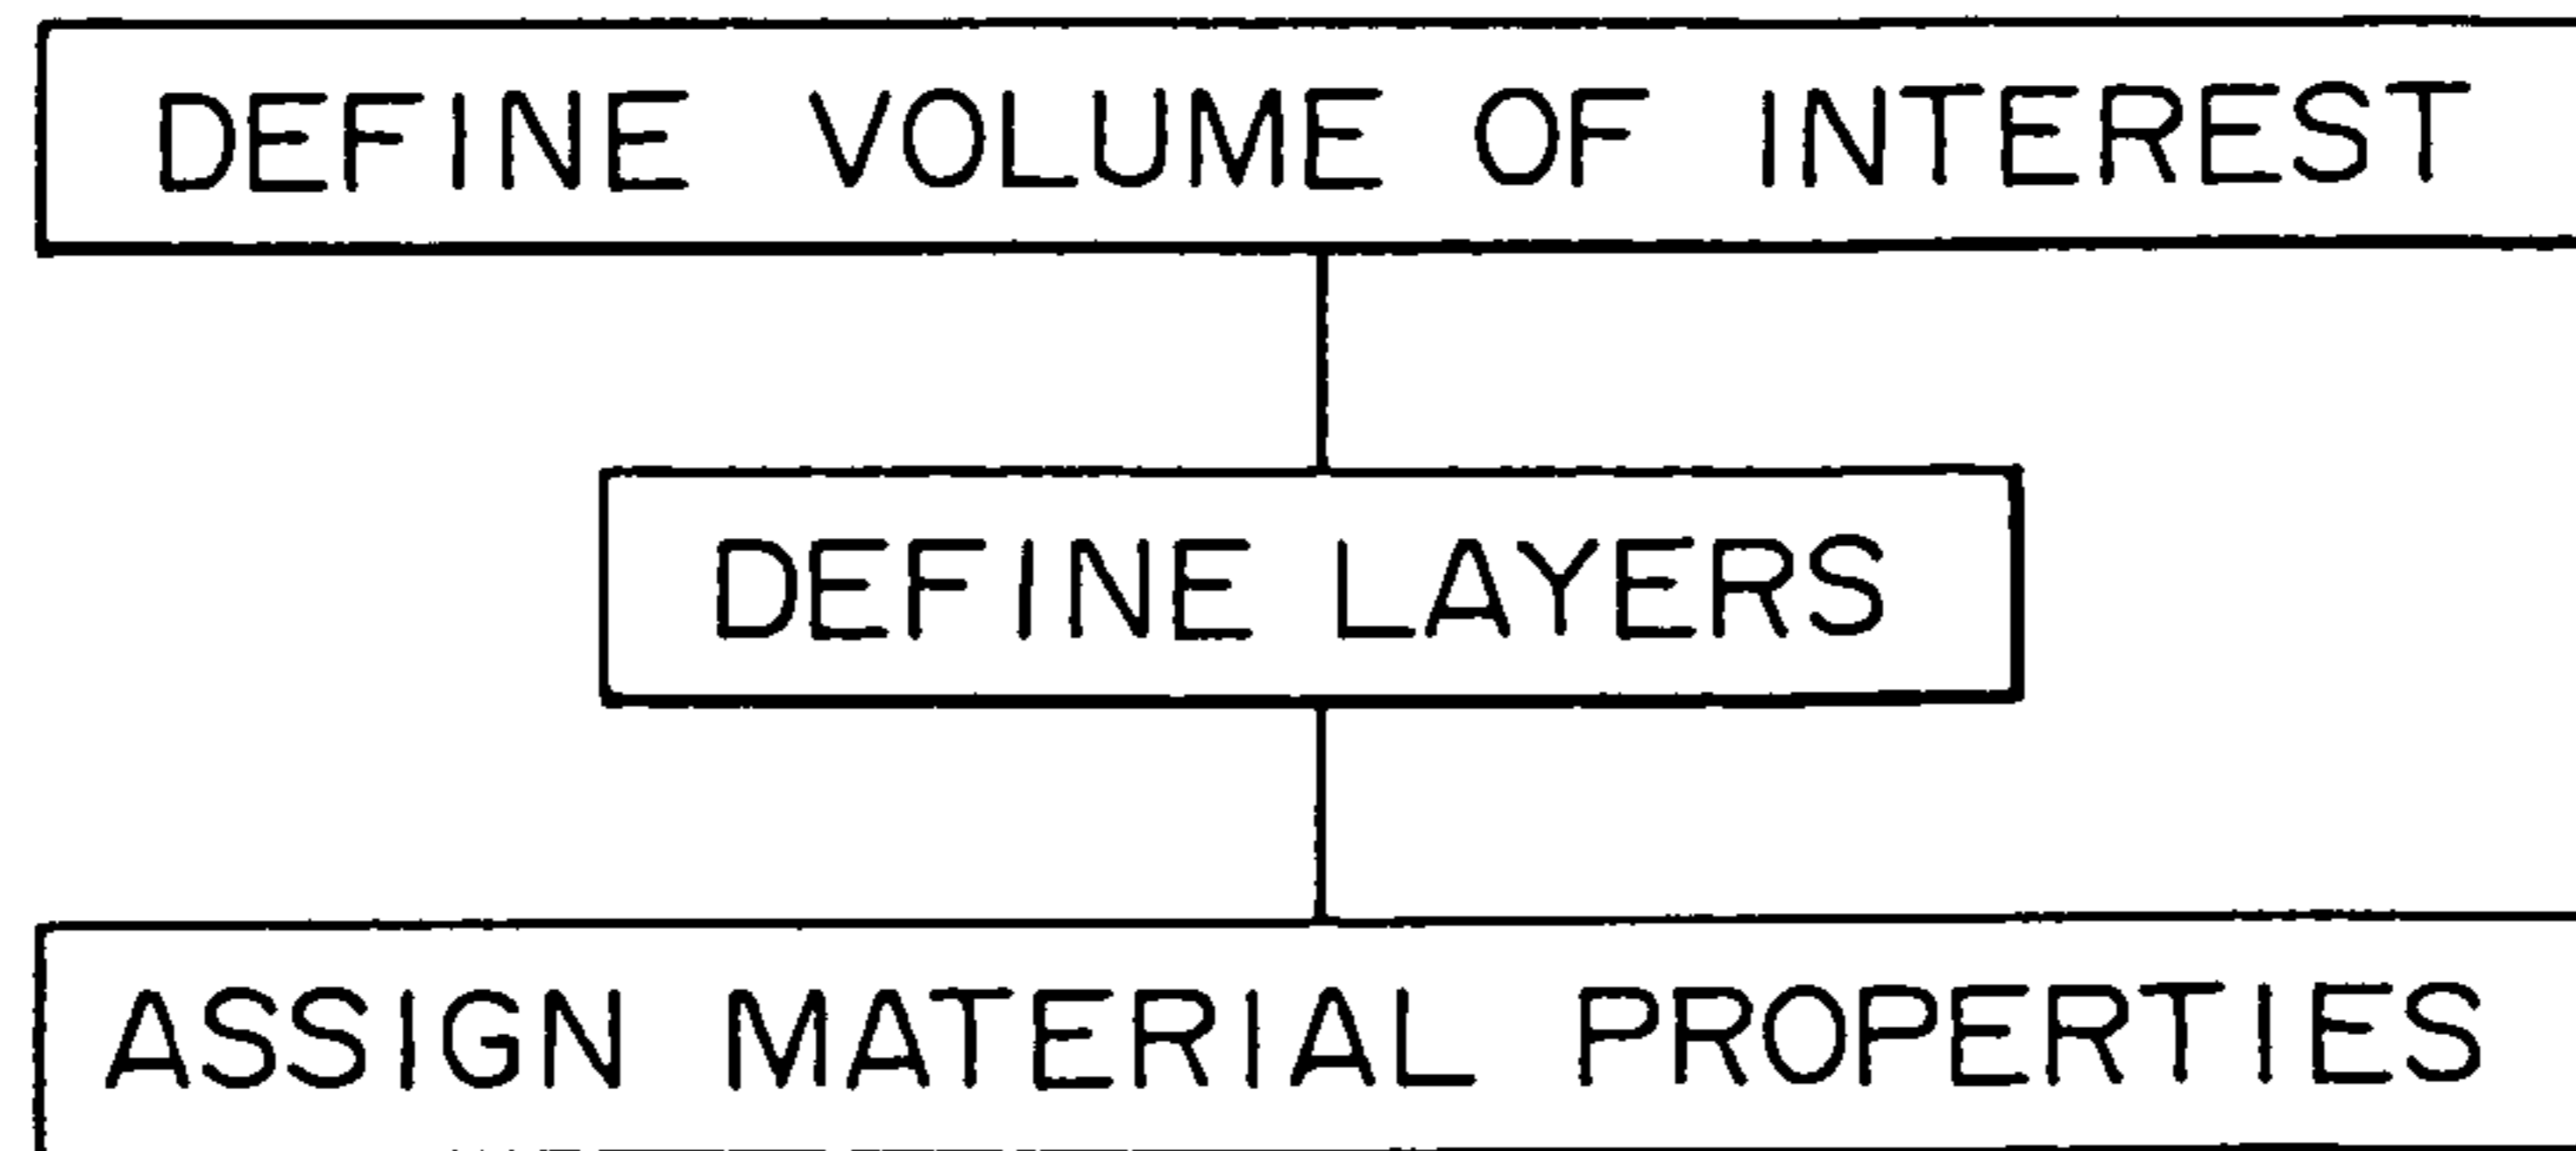 DEFINE VOLUME OF INTEREST
DEFINE LAYERS
ASSIGN MATERIAL PROPERTIES